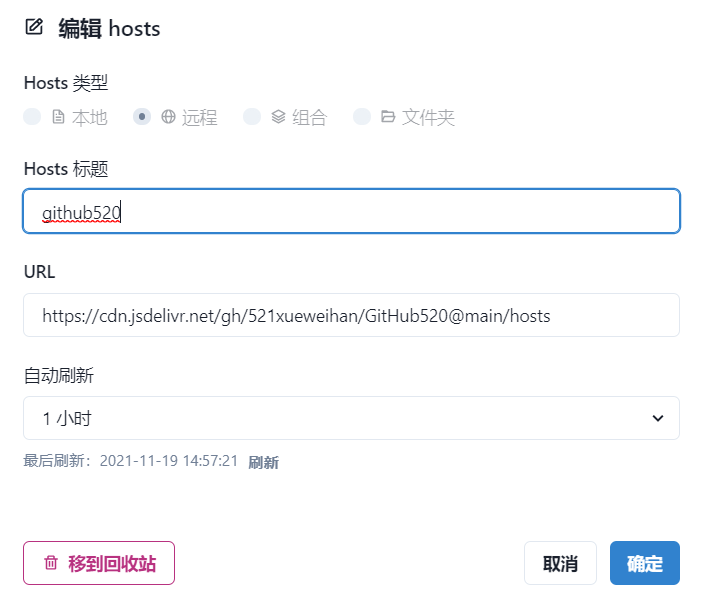 编辑 hosts
Hosts 类型
本地 远程 组合 文件夹
Hosts 标题
github520
URL
https://cdn.jsdelivr.net/gh/521xueweihan/GitHub520@main/hosts
自动刷新
1 小时
最后刷新：2021-11-19 14:57:21 刷新
移到回收站 取消 确定